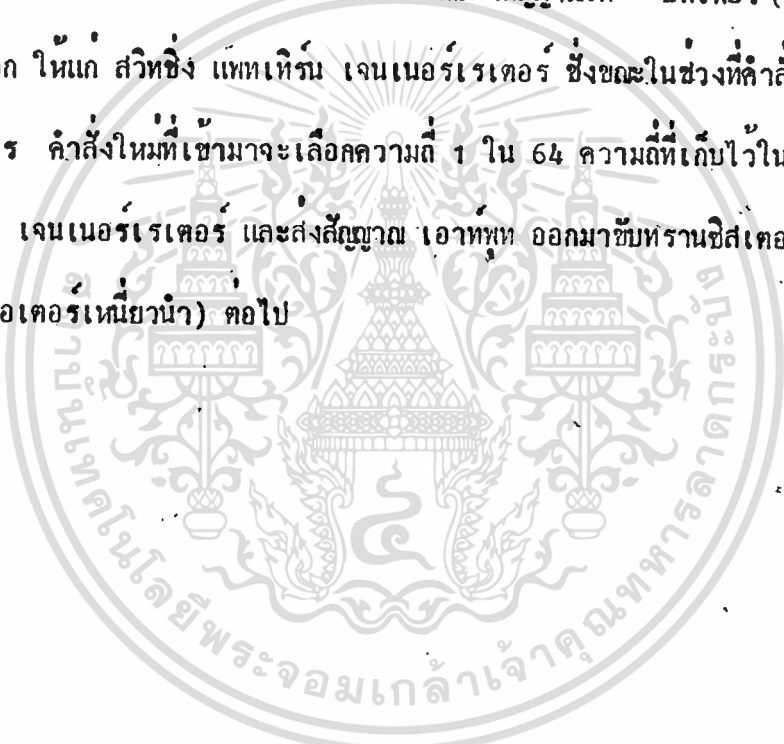 ก ให้แก่ สวิทชิ่ง แพทเทิร์น เจนเนอร์เรเตอร์ ซึ่งขณะในช่วงที่คำสั
ร คำสั่งใหม่ที่เข้ามาจะเลือกความถี่ 1 ใน 64 ความถี่ที่เก็บไว้ใน
เจนเนอร์เรเตอร์ และส่งสัญญาณ เอาท์พุท ออกมาขับทรานซิสเตอ
อเตอร์เหนี่ยวนำ) ต่อไป
สถาบันเทคโนโลยีพระจอมเกล้าเจ้าคุณทหารลาดกระบัง